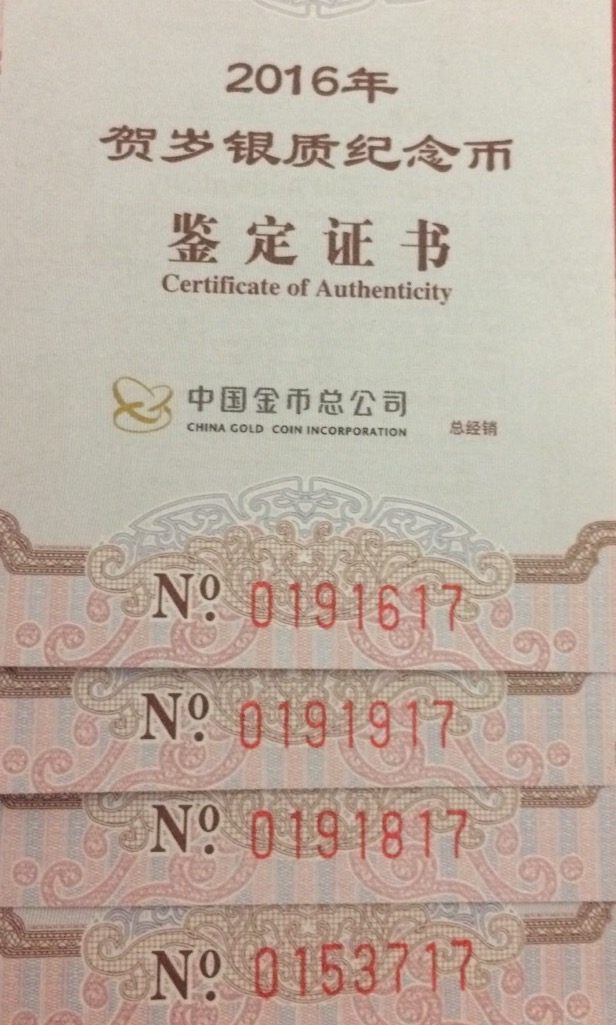 2016年
贺岁银质纪念币
鉴定证书
Certificate of Authenticity
中国金币总公司
CHINA GOLD COIN INCORPORATION
总经销
Nº. 0191617
Nº. 0191917
Nº. 0191817
Nº. 0153717